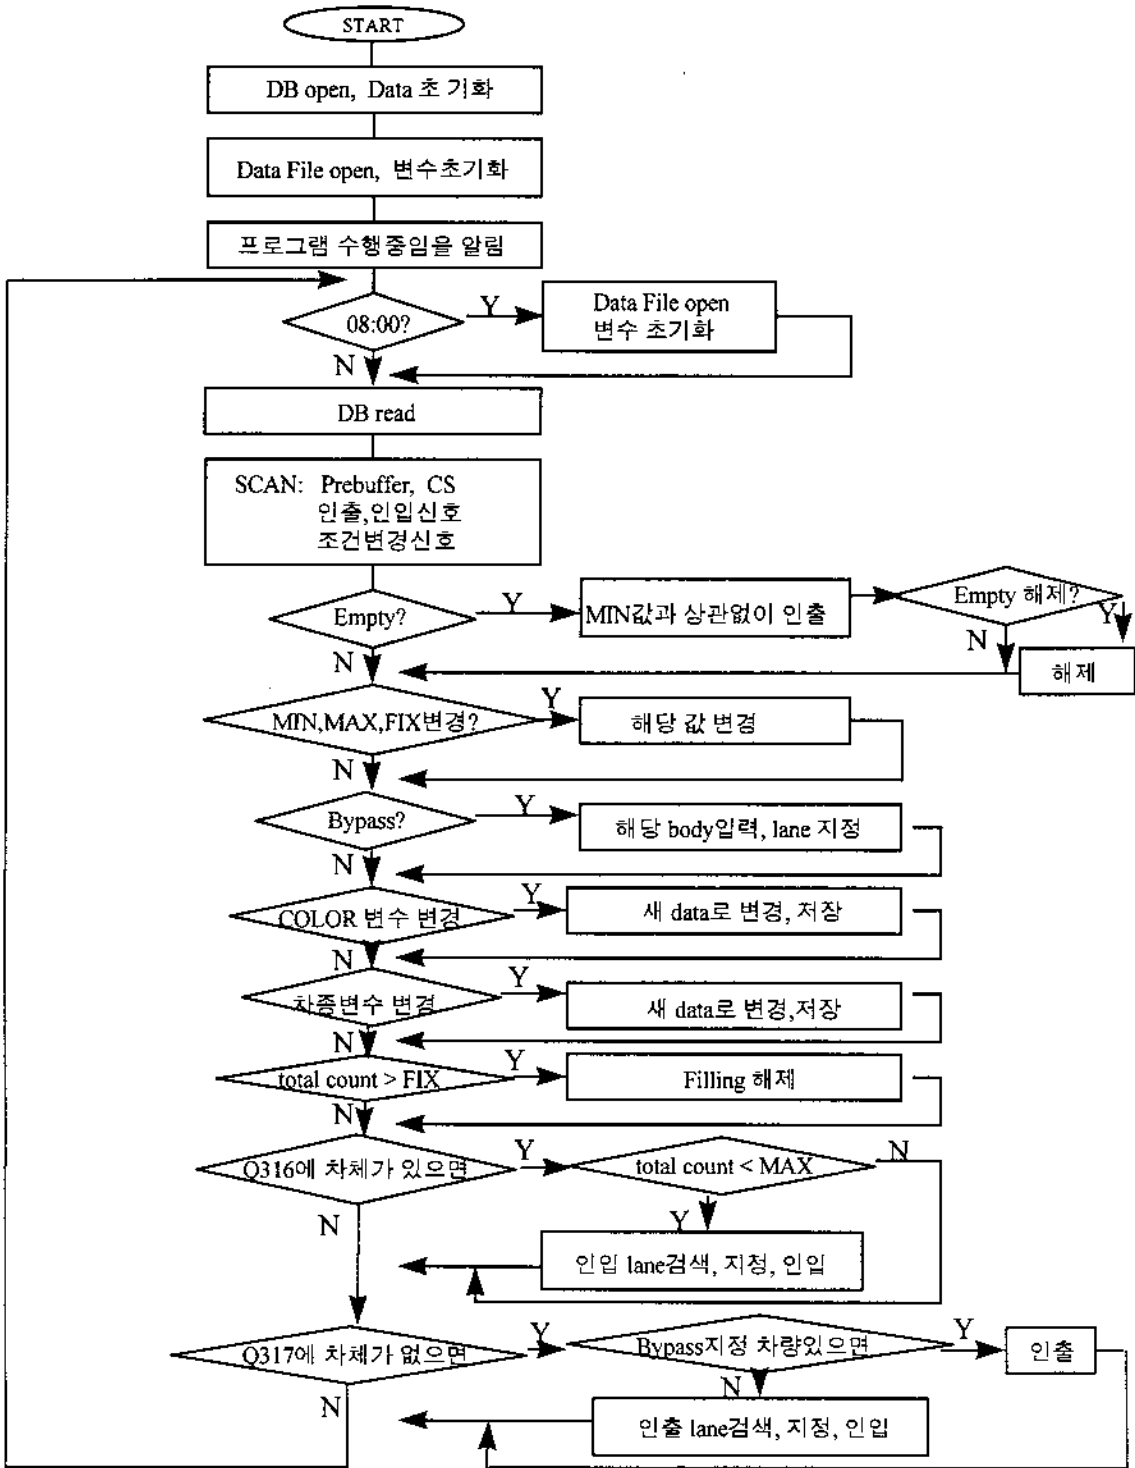 START
DB open, Data 초 기화
Data File open, 변수초기화
프로그램 수행중임을 알림
08:00?
Y
Data File open
변수 초기화
N
DB read
SCAN: Prebuffer, CS
인출,인입신호
조건변경신호
Empty?
Y
MIN값과 상관없이 인출
Empty 해제?
Y
N
해제
N
MIN,MAX,FIX변경?
Y
해당 값 변경
N
Bypass?
Y
해당 body입력, lane 지정
N
COLOR 변수 변경
Y
새 data로 변경, 저장
N
차종변수 변경
Y
새 data로 변경,저장
N
total count > FIX
Y
Filling 해제
N
Q316에 차체가 있으면
Y
total count < MAX
N
Y
N
인입 lane검색, 지정, 인입
Q317에 차체가 없으면
Y
Bypass지정 차량있으면
Y
인출
N
N
인출 lane검색, 지정, 인입